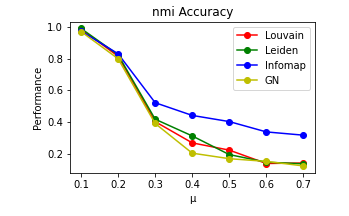 nmi Accuracy
Performance
1.0
0.8
0.6
0.4
0.2
Louvain
Leiden
Infomap
GN
0.1 0.2 0.3 0.4 0.5 0.6 0.7
μ